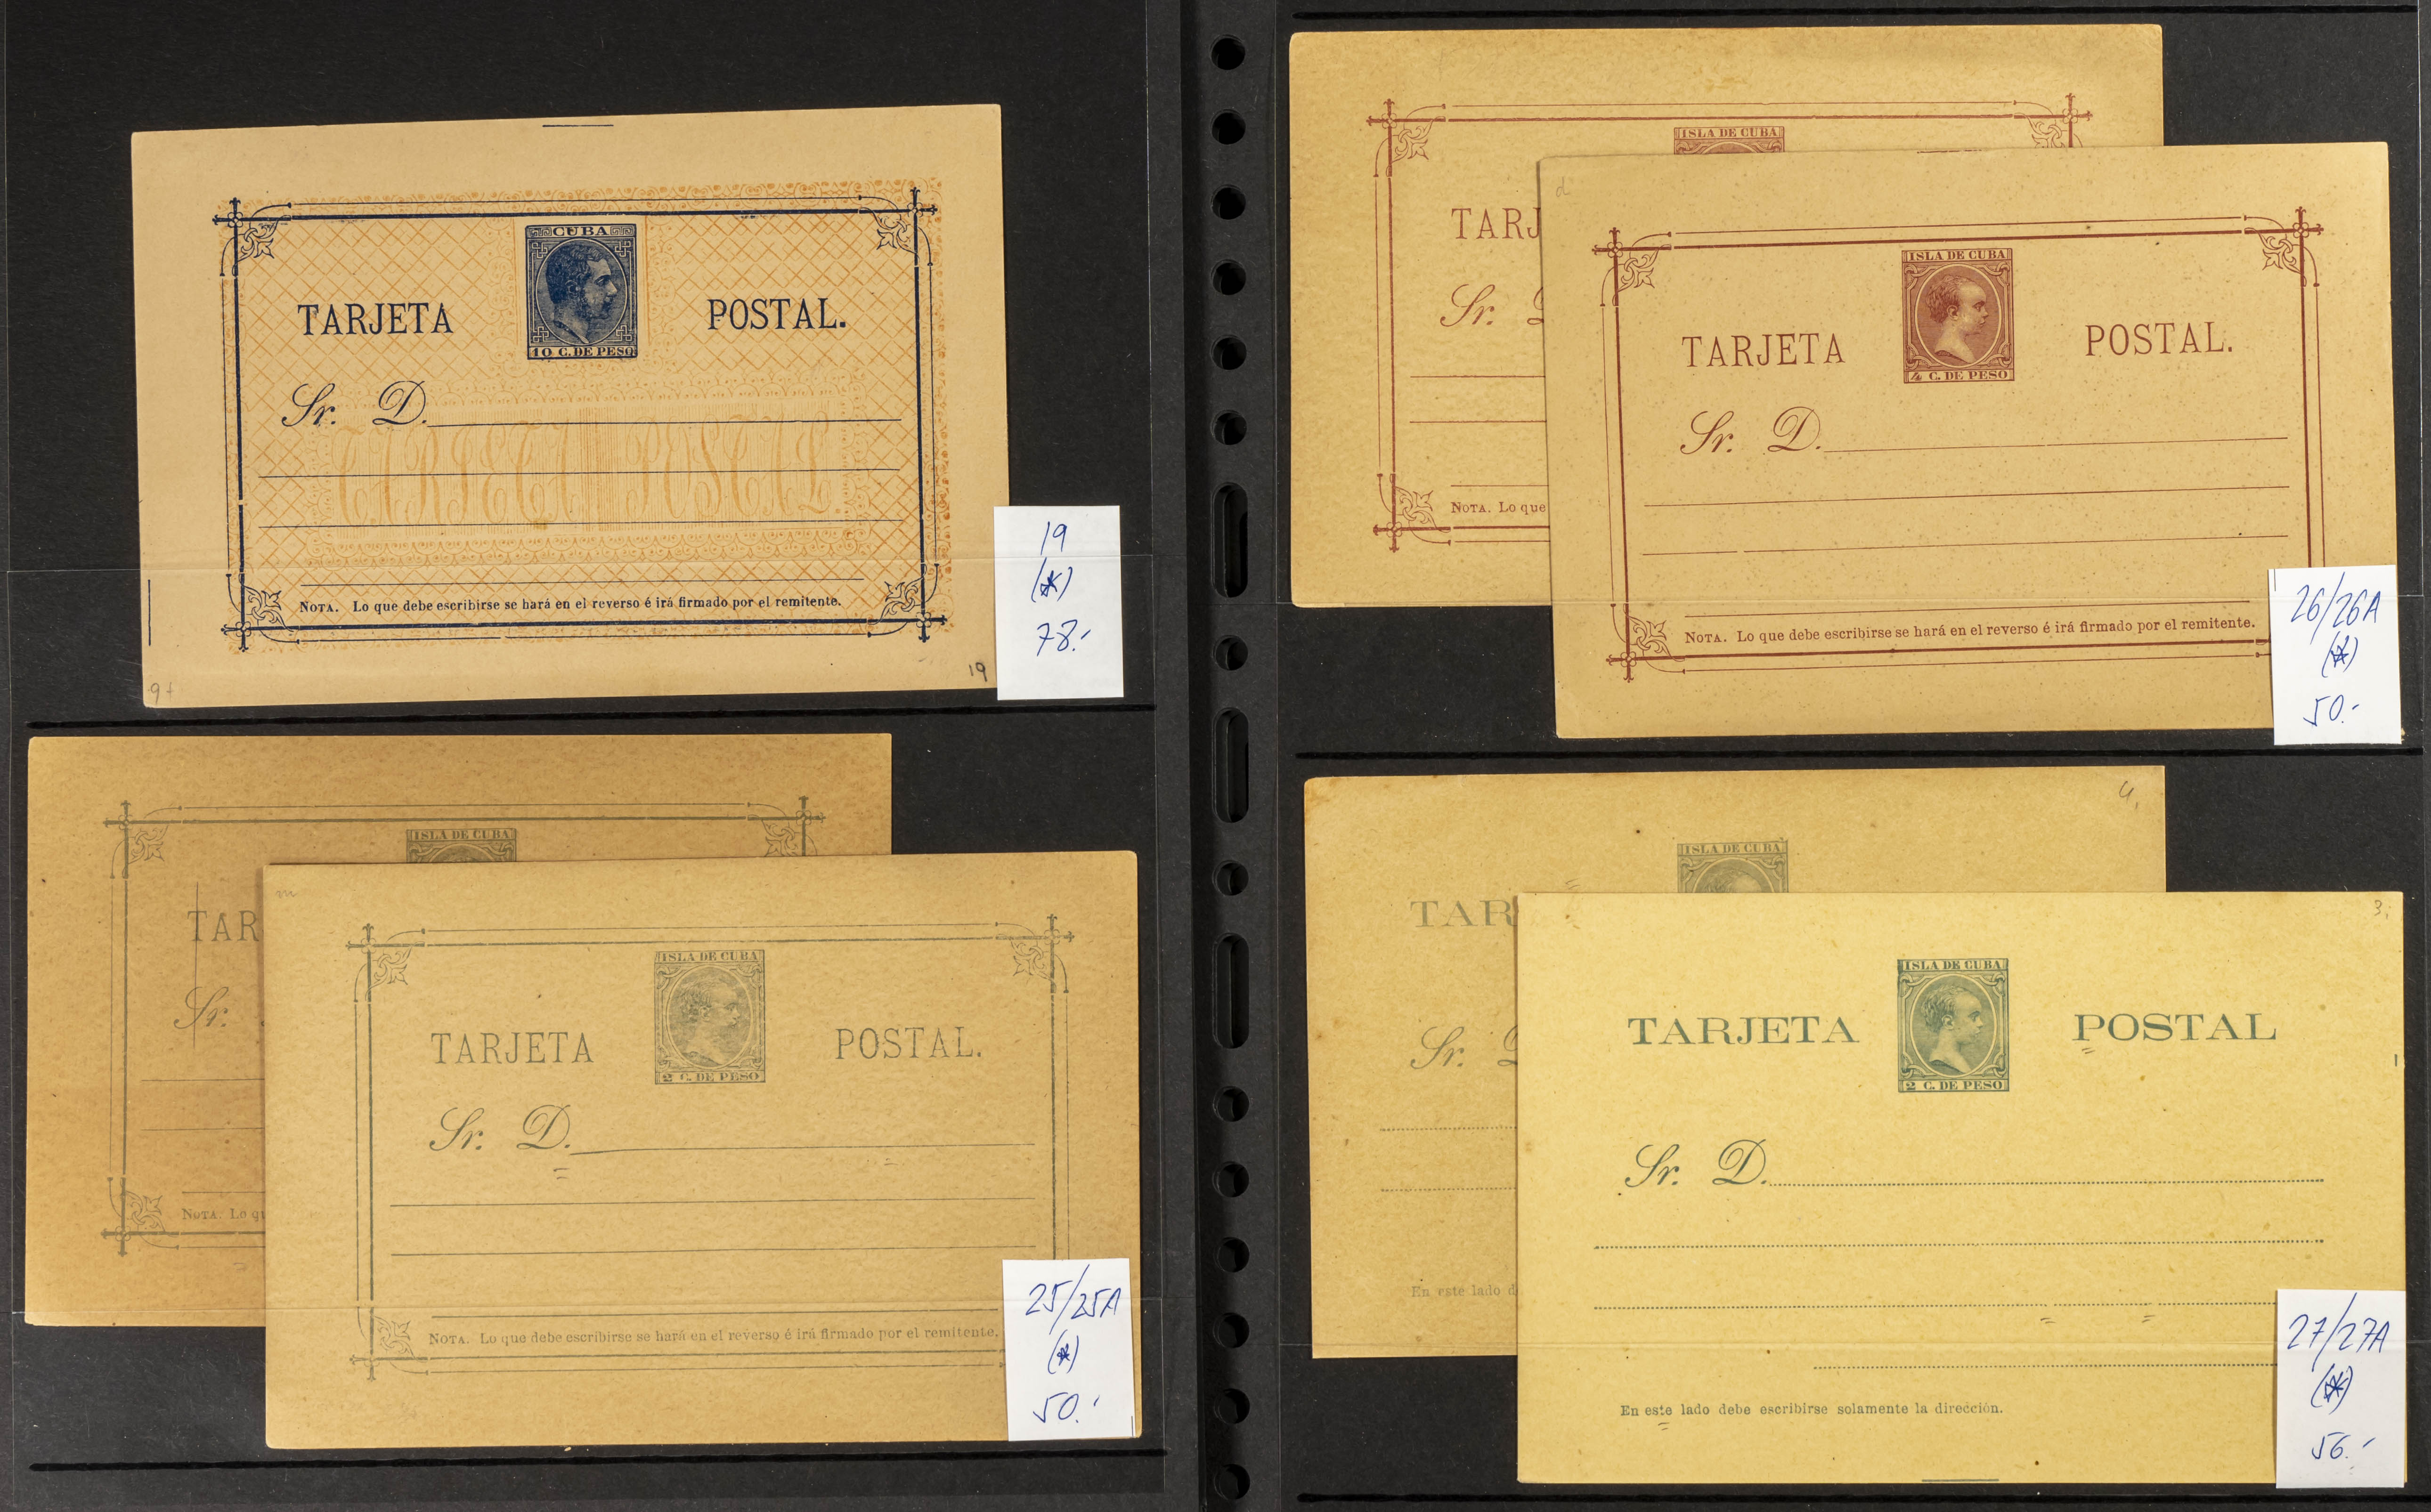 CUBA
TARJETA POSTAL.
10 C. DE PESO
Sr. D.
TARJETA POSTAL.
NOTA. Lo que debe escribirse se hará en el reverso é irá firmado por el remitente.
9+
19
19
(*)
78.-
ISLA DE CUBA
TAR
Sr.
NOTA. Lo qu
m
ISLA DE CUBA
TARJETA POSTAL.
2 C. DE PESO
Sr. D.
NOTA. Lo que debe escribirse se hará en el reverso é irá firmado por el remitente.
25/25A
(*)
50.-
ISLA DE CUBA
TARJ
Sr.
NOTA. Lo que
d
ISLA DE CUBA
TARJETA POSTAL.
4 C. DE PESO
Sr. D.
NOTA. Lo que debe escribirse se hará en el reverso é irá firmado por el remitente.
26/26A
(*)
50.-
4.
ISLA DE CUBA
TAR
Sr.
En este lado d
3.
ISLA DE CUBA
TARJETA POSTAL
2 C. DE PESO
Sr. D.
En este lado debe escribirse solamente la dirección.
27/27A
(*)
56.-